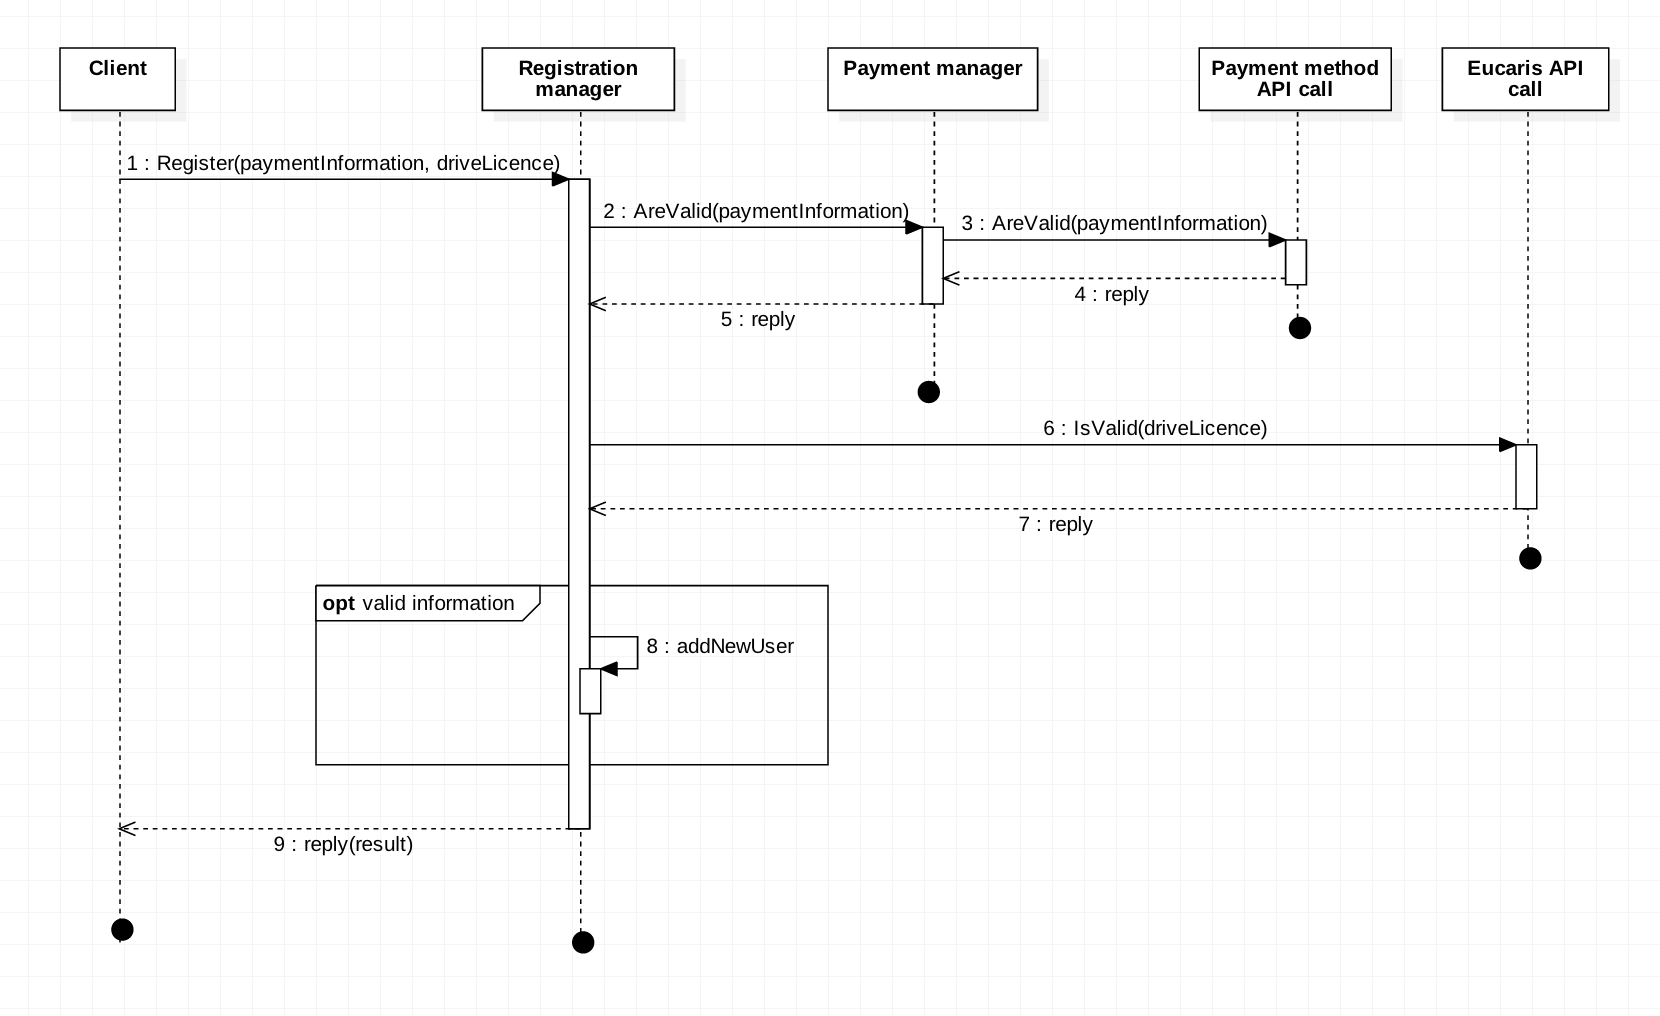 Client
Registration
manager
Payment manager
Payment method
API call
Eucaris API
call
1 : Register(paymentInformation, driveLicence)
2 : AreValid(paymentInformation)
3 : AreValid(paymentInformation)
4 : reply
5 : reply
6 : IsValid(driveLicence)
7 : reply
opt valid information
8 : addNewUser
9 : reply(result)